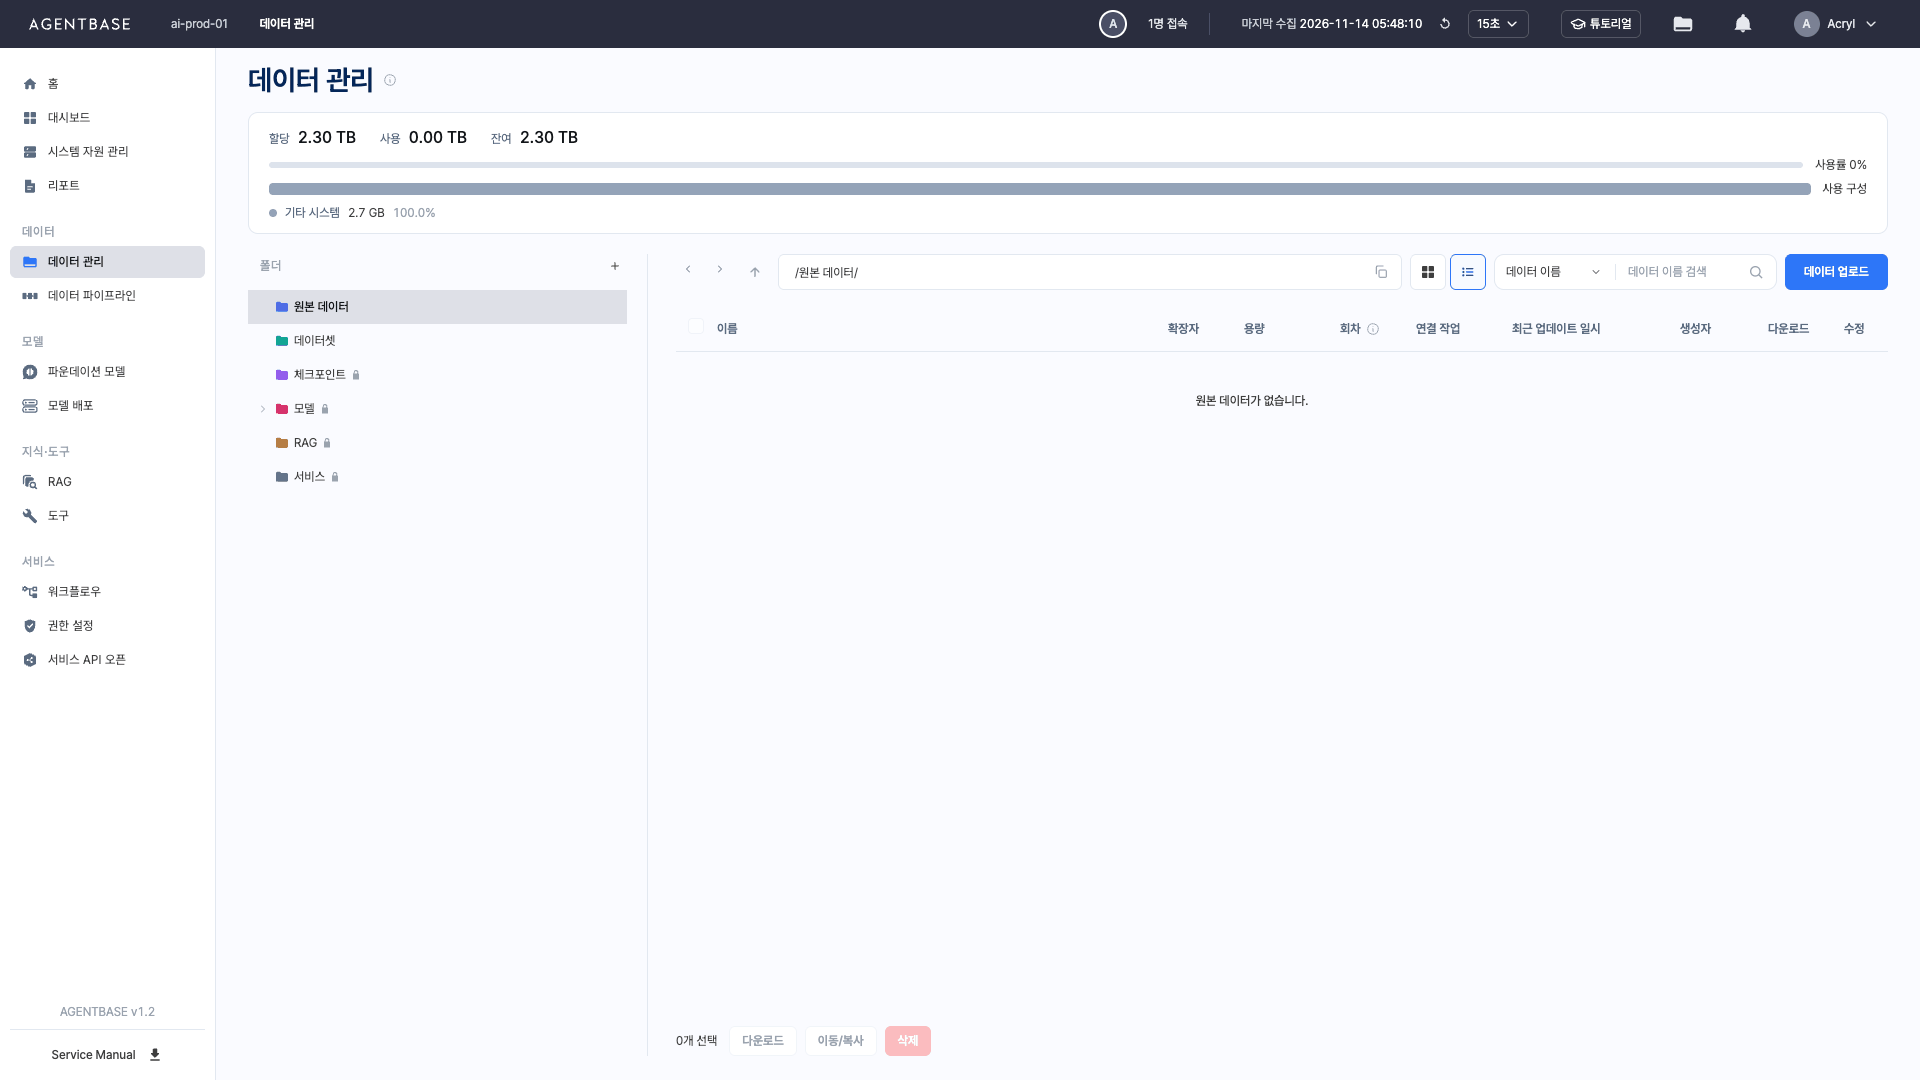 AGENTBASE ai-prod-01 데이터 관리 A 1명 접속 마지막 수집 2026-11-14 05:48:10 15초 튜토리얼 A Acryl
홈
대시보드
시스템 자원 관리
리포트
데이터
데이터 관리
데이터 파이프라인
모델
파운데이션 모델
모델 배포
지식·도구
RAG
도구
서비스
워크플로우
권한 설정
서비스 API 오픈
AGENTBASE v1.2
Service Manual
데이터 관리
할당 2.30 TB 사용 0.00 TB 잔여 2.30 TB
사용률 0%
사용 구성
기타 시스템 2.7 GB 100.0%
폴더 +
원본 데이터
데이터셋
체크포인트
모델
RAG
서비스
/원본 데이터/ 데이터 이름 데이터 이름 검색 데이터 업로드
이름 확장자 용량 회차 연결 작업 최근 업데이트 일시 생성자 다운로드 수정
원본 데이터가 없습니다.
0개 선택 다운로드 이동/복사 삭제